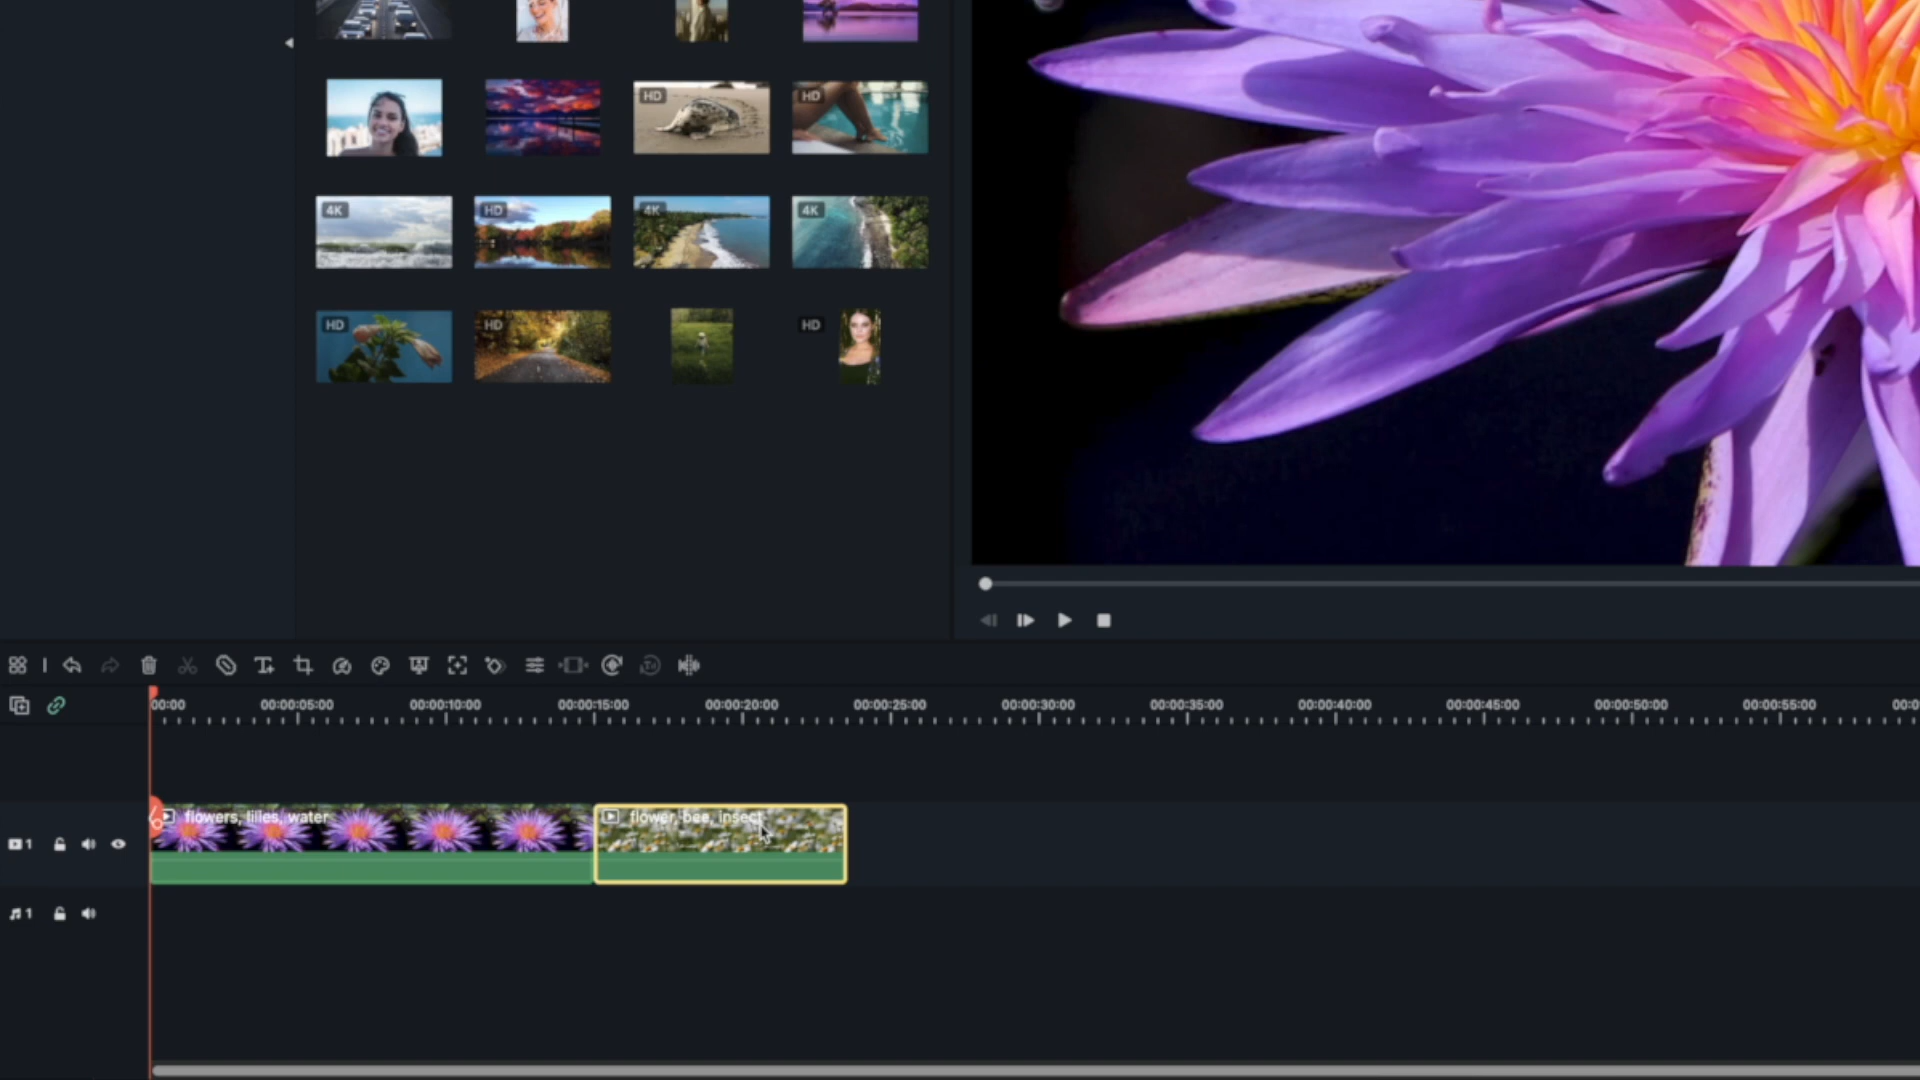 HD HD
4K HD 4K 4K
HD HD HD
00:00 00:00:05:00 00:00:10:00 00:00:15:00 00:00:20:00 00:00:25:00 00:00:30:00 00:00:35:00 00:00:40:00 00:00:45:00 00:00:50:00 00:00:55:00 00:0
flowers, lilies, water flower, bee, insect
1
1